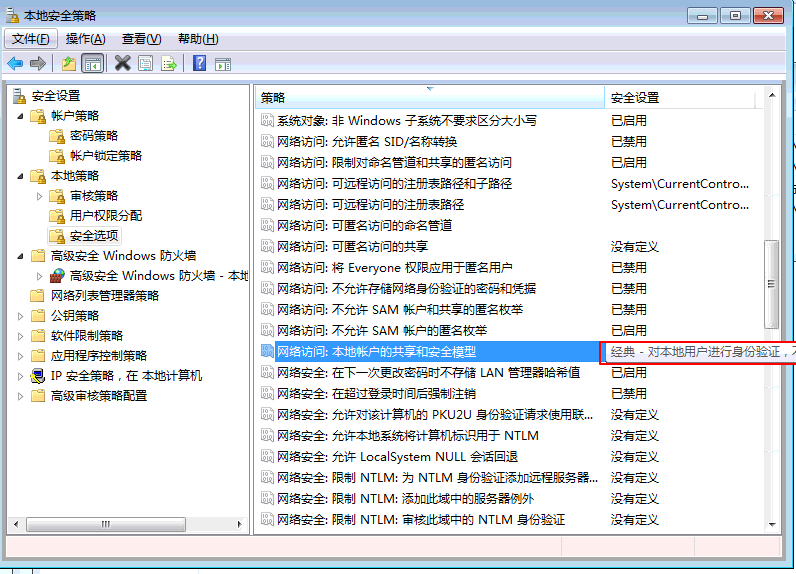 本地安全策略
文件(F) 操作(A) 查看(V) 帮助(H)
安全设置
帐户策略
密码策略
帐户锁定策略
本地策略
审核策略
用户权限分配
安全选项
高级安全 Windows 防火墙
高级安全 Windows 防火墙 - 本地
网络列表管理器策略
公钥策略
软件限制策略
应用程序控制策略
IP 安全策略，在 本地计算机
高级审核策略配置
策略 安全设置
系统对象: 非 Windows 子系统不要求区分大小写 已启用
网络访问: 允许匿名 SID/名称转换 已禁用
网络访问: 限制对命名管道和共享的匿名访问 已启用
网络访问: 可远程访问的注册表路径和子路径 System\CurrentContro...
网络访问: 可远程访问的注册表路径 System\CurrentContro...
网络访问: 可匿名访问的命名管道
网络访问: 可匿名访问的共享 没有定义
网络访问: 将 Everyone 权限应用于匿名用户 已禁用
网络访问: 不允许存储网络身份验证的密码和凭据 已禁用
网络访问: 不允许 SAM 帐户和共享的匿名枚举 已禁用
网络访问: 不允许 SAM 帐户的匿名枚举 已启用
网络访问: 本地帐户的共享和安全模型 经典 - 对本地用户进行身份验证，不
网络安全: 在下一次更改密码时不存储 LAN 管理器哈希值 已启用
网络安全: 在超过登录时间后强制注销 已禁用
网络安全: 允许对该计算机的 PKU2U 身份验证请求使用联... 没有定义
网络安全: 允许本地系统将计算机标识用于 NTLM 没有定义
网络安全: 允许 LocalSystem NULL 会话回退 没有定义
网络安全: 限制 NTLM: 为 NTLM 身份验证添加远程服务器... 没有定义
网络安全: 限制 NTLM: 添加此域中的服务器例外 没有定义
网络安全: 限制 NTLM: 审核此域中的 NTLM 身份验证 没有定义